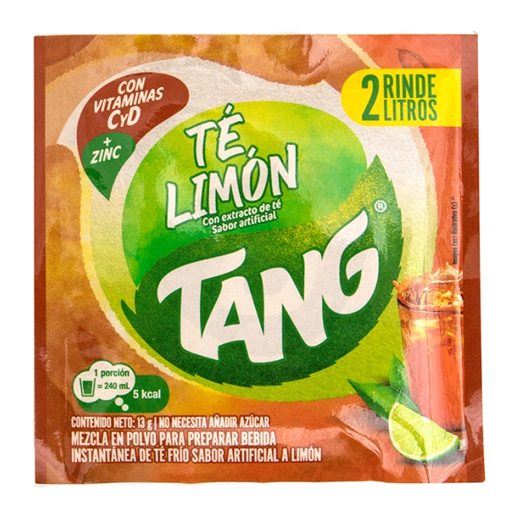 CON
VITAMINAS
CyD
+
ZINC
2 RINDE
LITROS
TÉ
LIMÓN
Con extracto de té
Sabor artificial
TANG®
1 porción
= 240 mL
5 kcal
CONTENIDO NETO: 13 g | NO NECESITA AÑADIR AZÚCAR
MEZCLA EN POLVO PARA PREPARAR BEBIDA
INSTANTÁNEA DE TÉ FRÍO SABOR ARTIFICIAL A LIMÓN